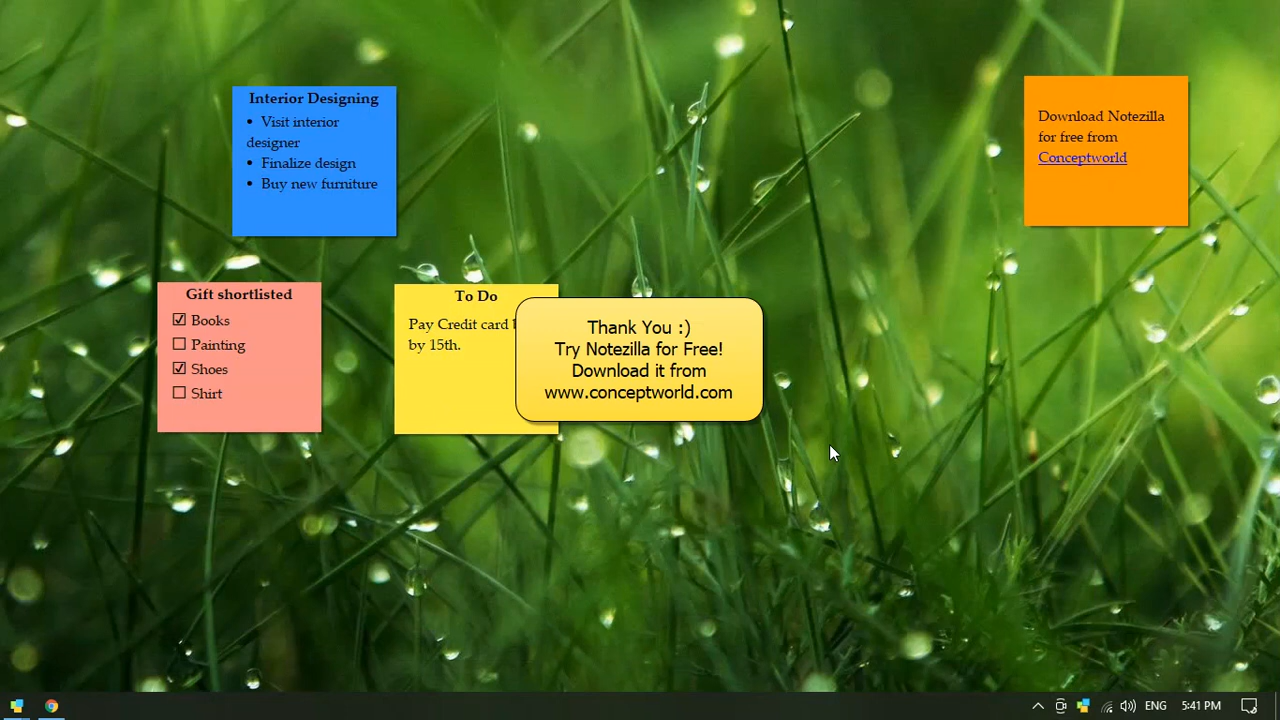 Interior Designing
• Visit interior
designer
• Finalize design
• Buy new furniture
Download Notezilla
for free from
Conceptworld
Gift shortlisted
☑ Books
☐ Painting
☑ Shoes
☐ Shirt
To Do
Pay Credit card
by 15th.
Thank You :)
Try Notezilla for Free!
Download it from
www.conceptworld.com
ENG
5:41 PM